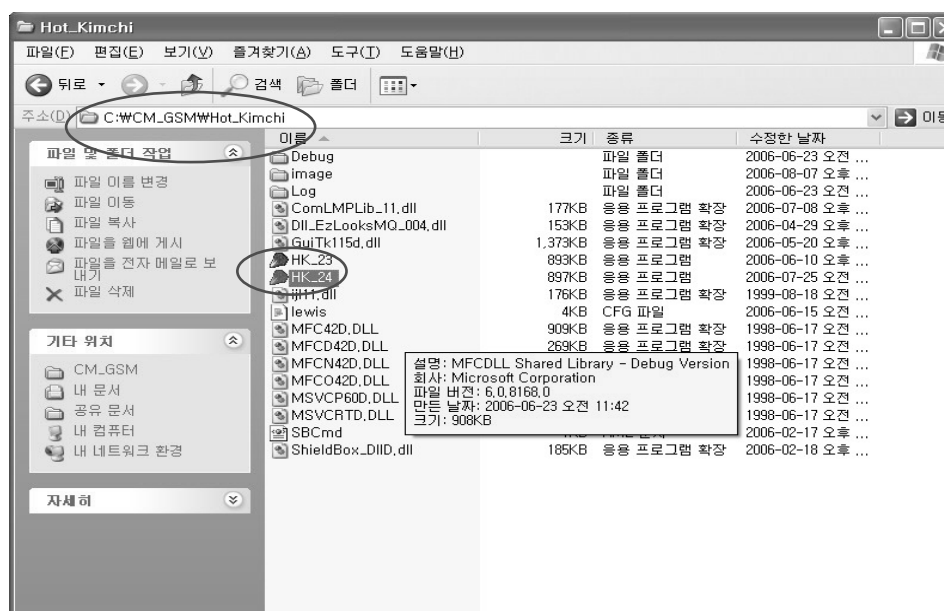 Hot_Kimchi
파일(F) 편집(E) 보기(V) 즐겨찾기(A) 도구(T) 도움말(H)
뒤로 검색 폴더
주소(D) C:₩CM_GSM₩Hot_Kimchi 이동
파일 및 폴더 작업
파일 이름 변경
파일 이동
파일 복사
파일을 웹에 게시
파일을 전자 메일로 보
내기
파일 삭제
기타 위치
CM_GSM
내 문서
공유 문서
내 컴퓨터
내 네트워크 환경
자세히
이름 크기 종류 수정한 날짜
Debug 파일 폴더 2006-06-23 오전 ...
image 파일 폴더 2006-08-07 오후 ...
Log 파일 폴더 2006-06-23 오전 ...
ComLMPLib_11.dll 177KB 응용 프로그램 확장 2006-07-08 오후 ...
Dll_EzLooksMQ_004.dll 153KB 응용 프로그램 확장 2006-04-29 오후 ...
GuiTk115d.dll 1,373KB 응용 프로그램 확장 2006-05-20 오후 ...
HK_23 893KB 응용 프로그램 2006-06-10 오후 ...
HK_24 897KB 응용 프로그램 2006-07-25 오전 ...
ijl11.dll 176KB 응용 프로그램 확장 1999-08-18 오전 ...
lewis 4KB CFG 파일 2006-06-15 오전 ...
MFC42D.DLL 909KB 응용 프로그램 확장 1998-06-17 오전 ...
MFCD42D.DLL 269KB 응용 프로그램 확장 1998-06-17 오전 ...
MFCN42D.DLL 1998-06-17 오전 ...
MFCO42D.DLL 1998-06-17 오전 ...
MSVCP60D.DLL 1998-06-17 오전 ...
MSVCRTD.DLL 1998-06-17 오전 ...
SBCmd 2006-02-17 오후 ...
ShieldBox_DllD.dll 185KB 응용 프로그램 확장 2006-02-18 오후 ...
설명: MFCDLL Shared Library - Debug Version
회사: Microsoft Corporation
파일 버전: 6.0.8168.0
만든 날짜: 2006-06-23 오전 11:42
크기: 908KB